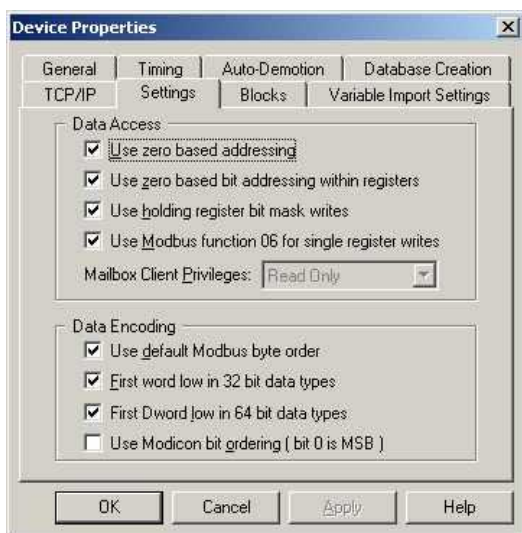 Device Properties
General Timing Auto-Demotion Database Creation
TCP/IP Settings Blocks Variable Import Settings
Data Access
Use zero based addressing
Use zero based bit addressing within registers
Use holding register bit mask writes
Use Modbus function 06 for single register writes
Mailbox Client Privileges: Read Only
Data Encoding
Use default Modbus byte order
First word low in 32 bit data types
First Dword low in 64 bit data types
Use Modicon bit ordering ( bit 0 is MSB )
OK Cancel Apply Help